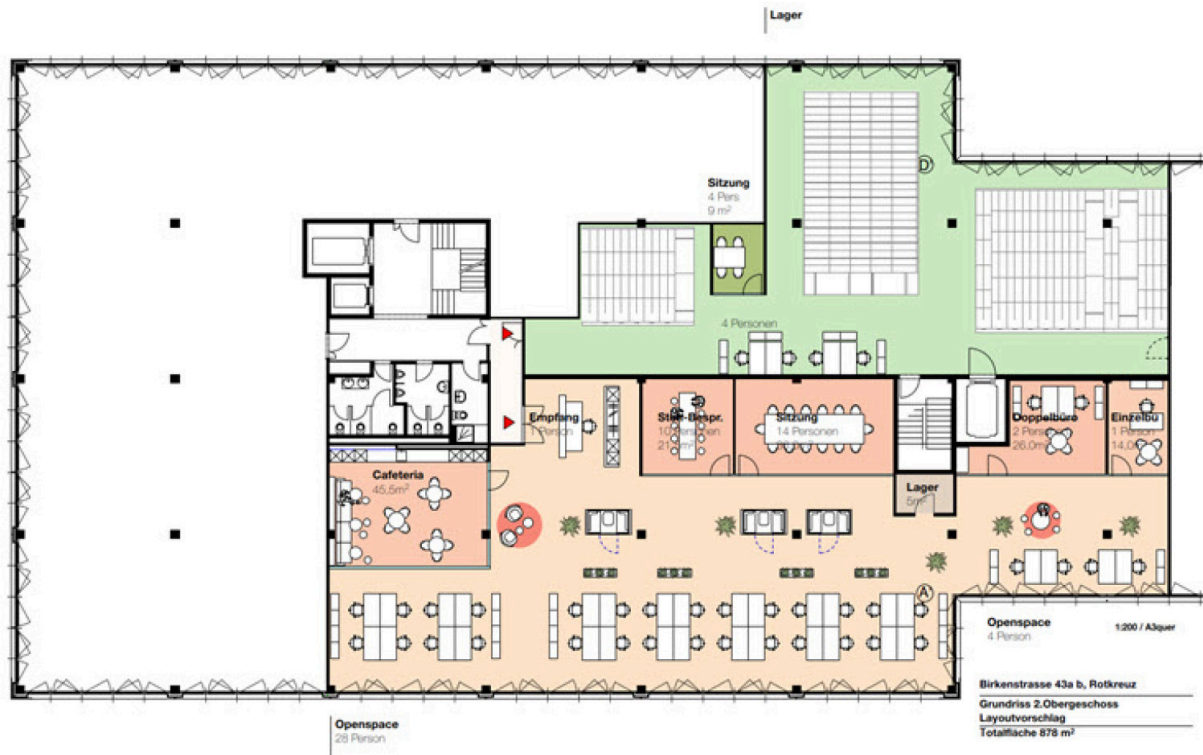 Lager
Sitzung
4 Pers
9 m²
D'
4 Personen
Empfang
Person
Sitzung
14 Personen
Doppelbüro
2 Pers
26,0m²
Einzelbü
1 Person
14,0
Cafeteria
45,5m²
Lager
5m²
A
Openspace
4 Person
1:200 / A3quer
Birkenstrasse 43a b, Rotkreuz
Grundriss 2.Obergeschoss
Layoutvorschlag
Totalfläche 878 m²
Openspace
28 Person